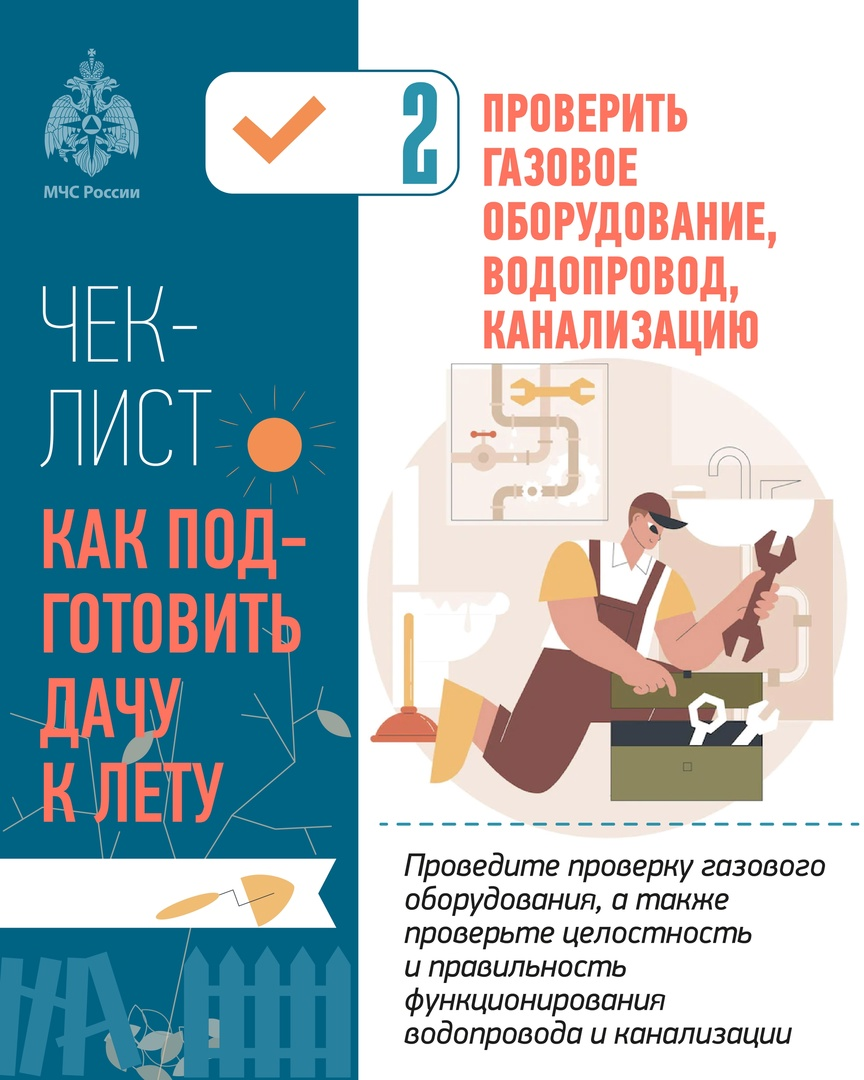 МЧС России
ЧЕК-
ЛИСТ
КАК ПОД-
ГОТОВИТЬ
ДАЧУ
К ЛЕТУ
2
ПРОВЕРИТЬ
ГАЗОВОЕ
ОБОРУДОВАНИЕ,
ВОДОПРОВОД,
КАНАЛИЗАЦИЮ
Проведите проверку газового
оборудования, а также
проверьте целостность
и правильность
функционирования
водопровода и канализации